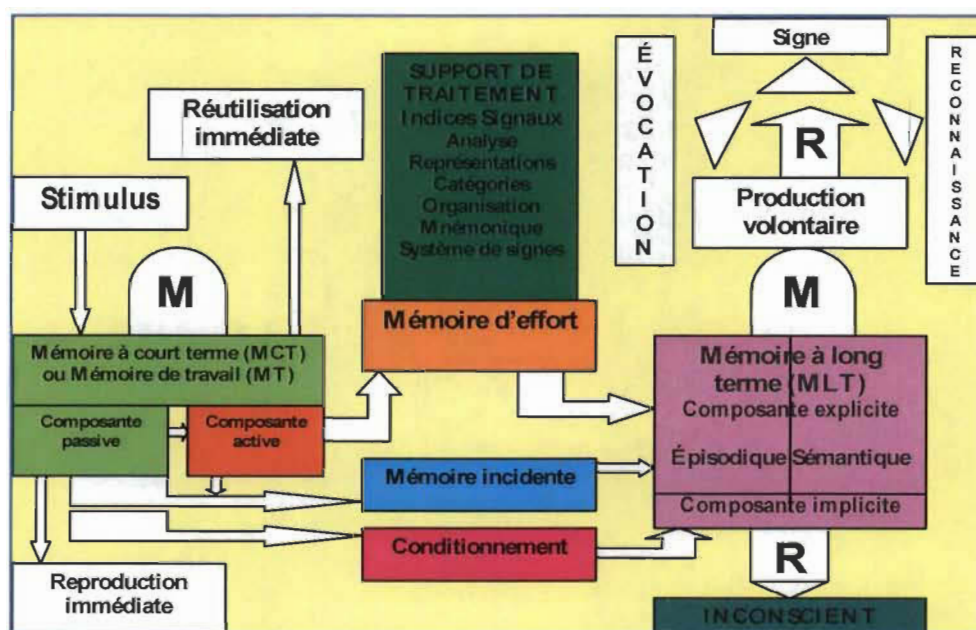 Signe
ÉVOCATION
RECONNAISSANCE
SUPPORT DE
TRAITEMENT
Indices Signaux
Analyse
Représentations
Catégories
Organisation
Mnémonique
Système de signes
Réutilisation
immédiate
R
Stimulus
Production
volontaire
M
M
Mémoire d'effort
Mémoire à court terme (MCT)
ou Mémoire de travail (MT)
Mémoire à long
terme (MLT)
Composante explicite
Composante
passive
Composante
active
Épisodique Sémantique
Mémoire incidente
Composante implicite
Conditionnement
R
Reproduction
immédiate
INCONSCIENT